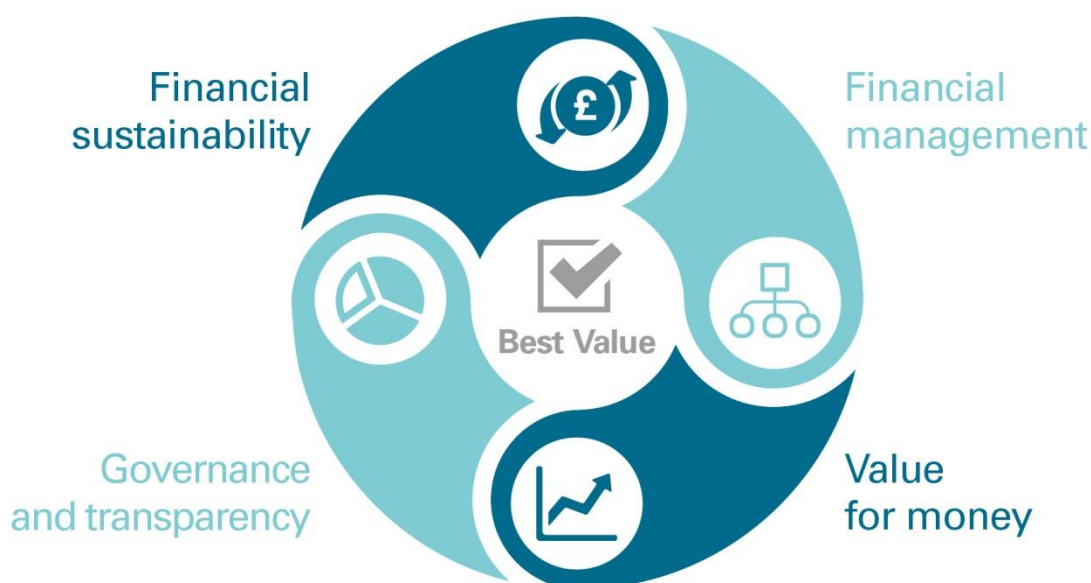 Financial
sustainability
Financial
management
£
Best Value
Governance
and transparency
Value
for money